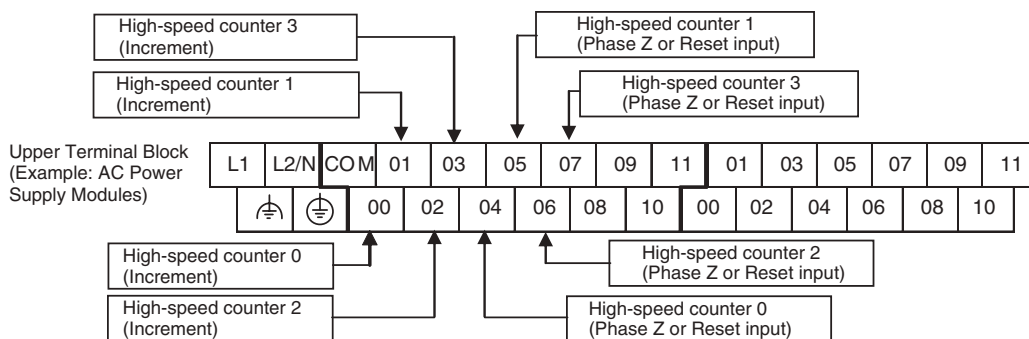 High-speed counter 3
(Increment)
High-speed counter 1
(Phase Z or Reset input)
High-speed counter 1
(Increment)
High-speed counter 3
(Phase Z or Reset input)
Upper Terminal Block
(Example: AC Power
Supply Modules)
L1 L2/N COM 01 03 05 07 09 11 01 03 05 07 09 11
00 02 04 06 08 10 00 02 04 06 08 10
High-speed counter 0
(Increment)
High-speed counter 2
(Phase Z or Reset input)
High-speed counter 2
(Increment)
High-speed counter 0
(Phase Z or Reset input)